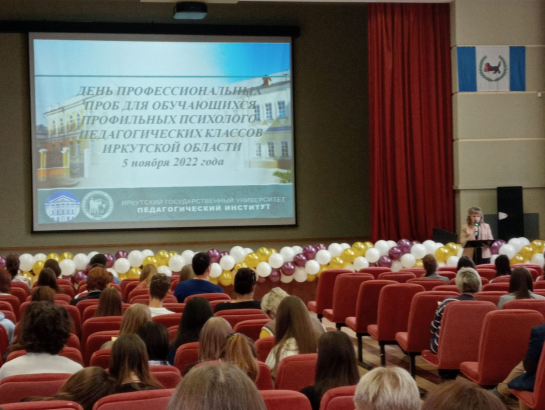 ДЕНЬ ПРОФЕССИОНАЛЬНЫХ
ПРОБ ДЛЯ ОБУЧАЮЩИХСЯ
ПРОФИЛЬНЫХ ПСИХОЛОГО-
ПЕДАГОГИЧЕСКИХ КЛАССОВ
ИРКУТСКОЙ ОБЛАСТИ
5 ноября 2022 года
ИРКУТСКИЙ ГОСУДАРСТВЕННЫЙ УНИВЕРСИТЕТ
ПЕДАГОГИЧЕСКИЙ ИНСТИТУТ